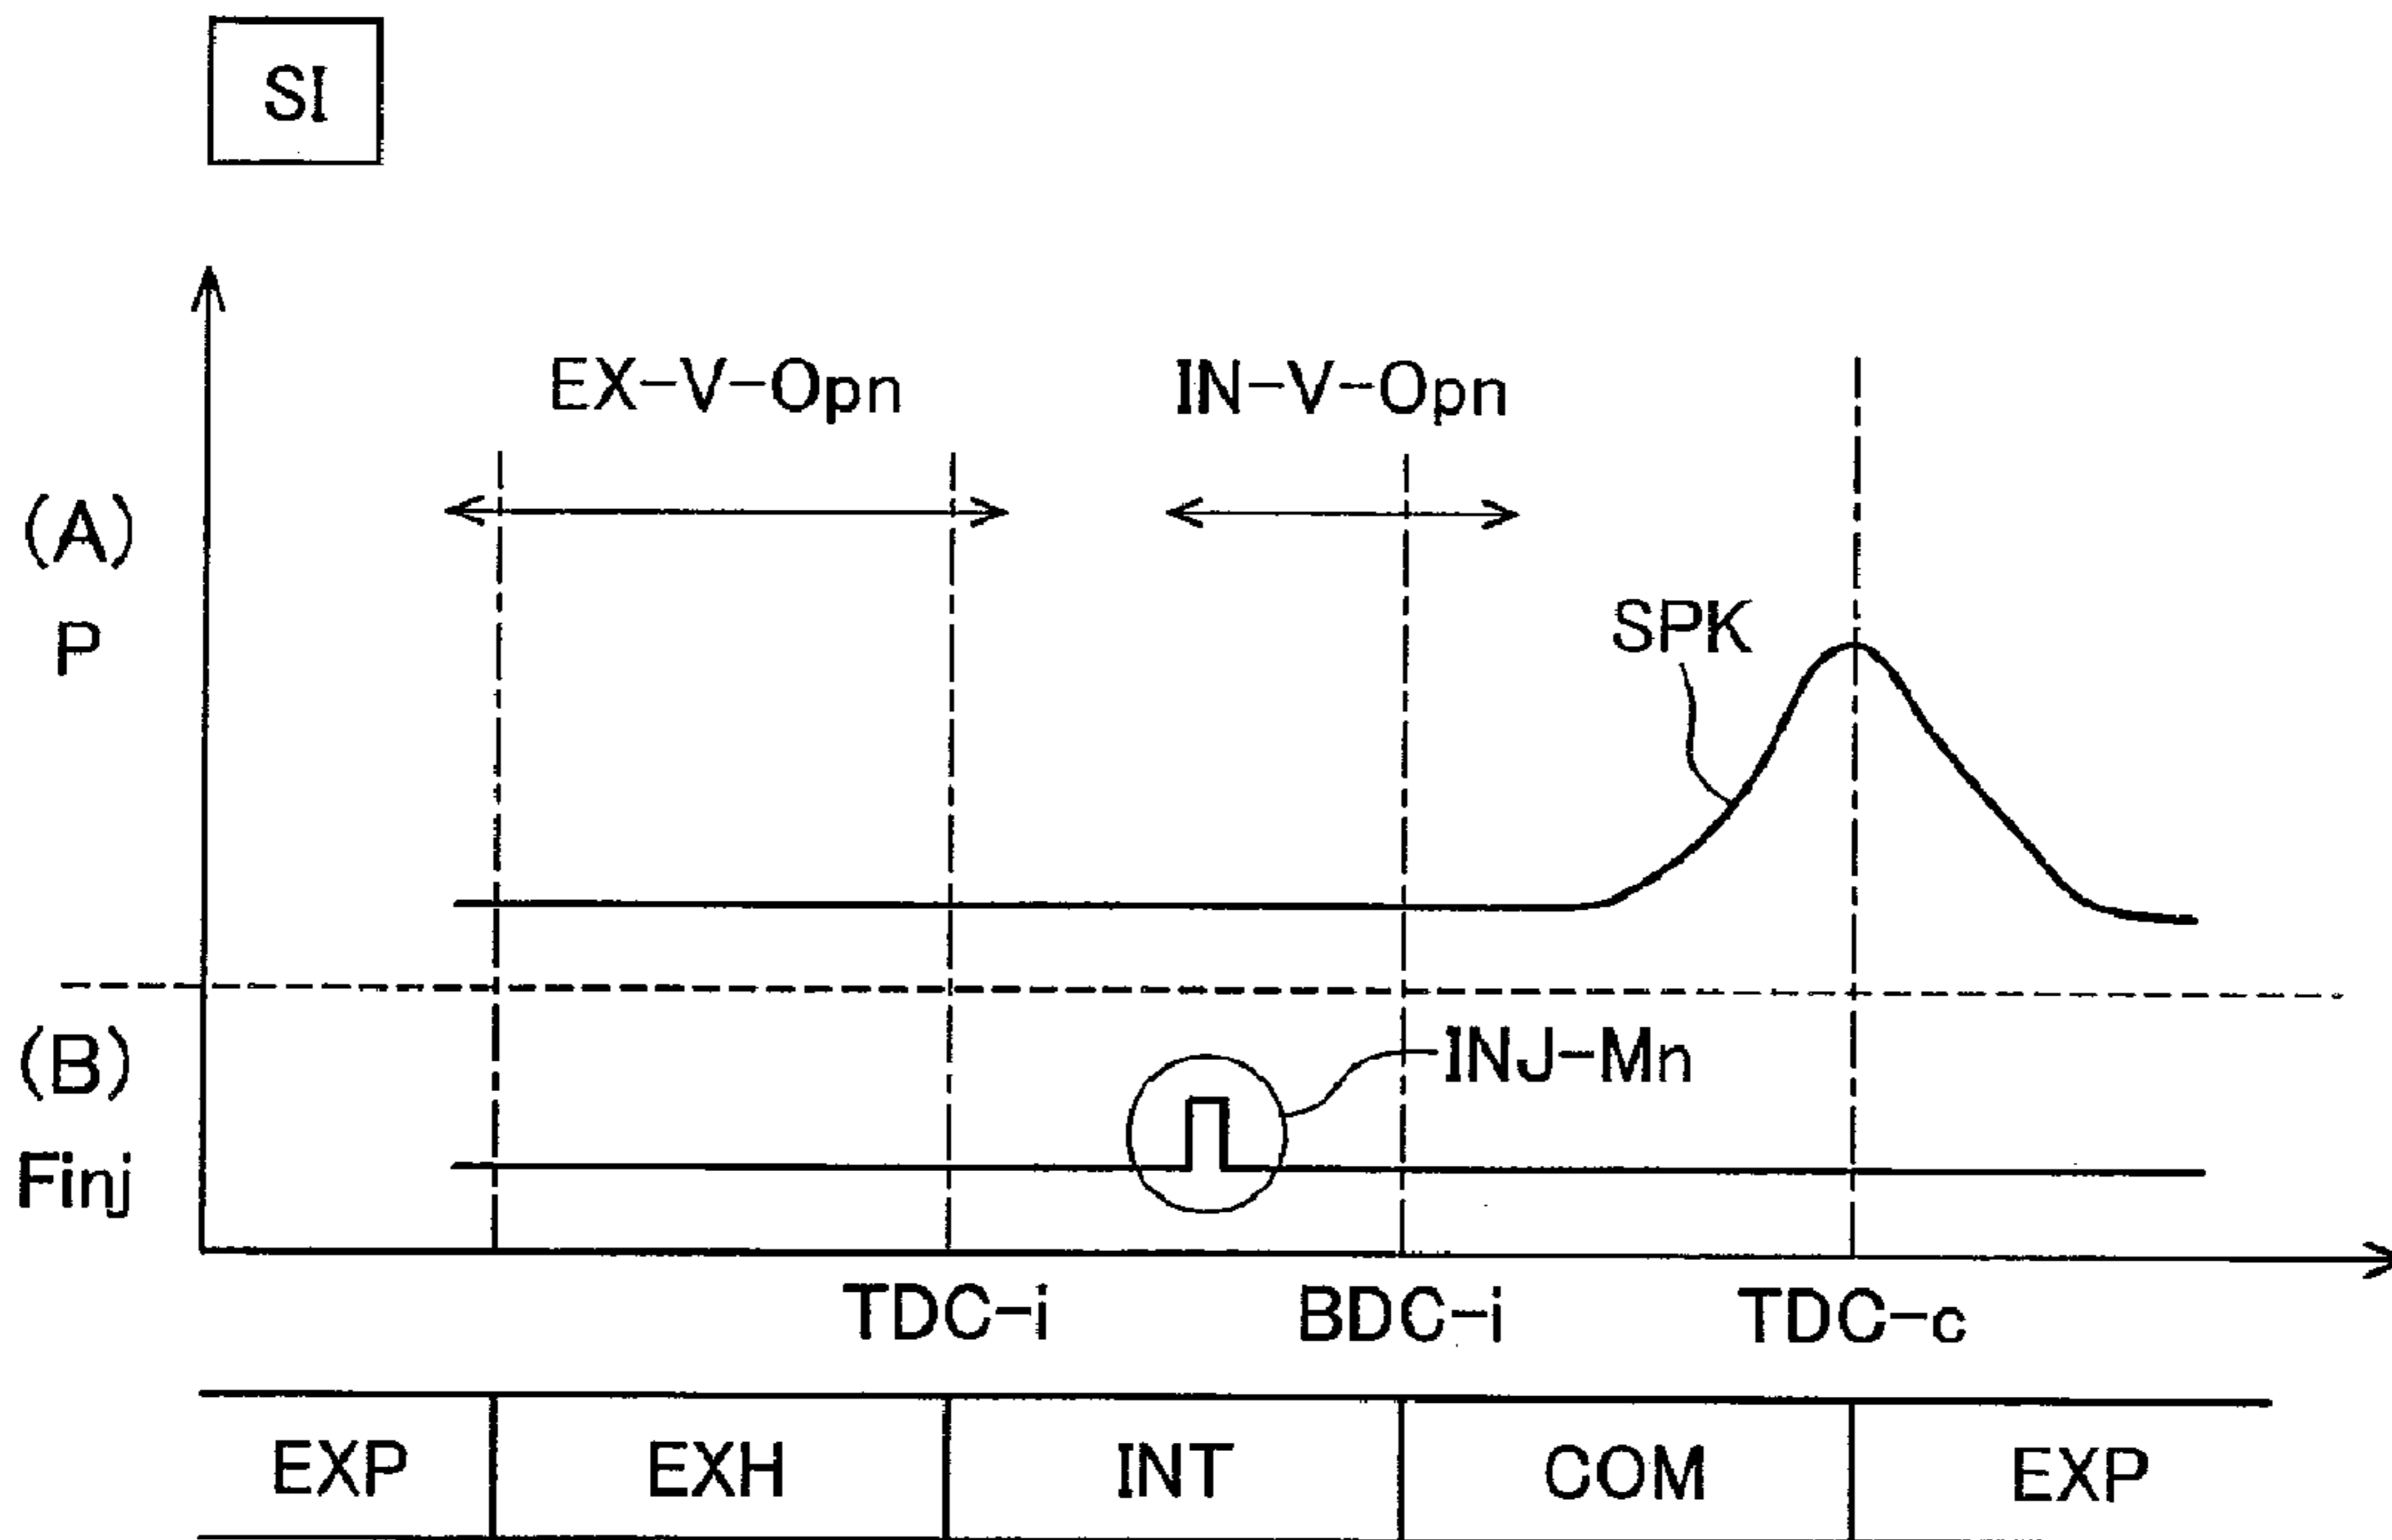 SI
EX-V-Opn IN-V-Opn
(A)
P
SPK
(B)
Finj
INJ-Mn
TDC-i BDC-i TDC-c
EXP EXH INT COM EXP